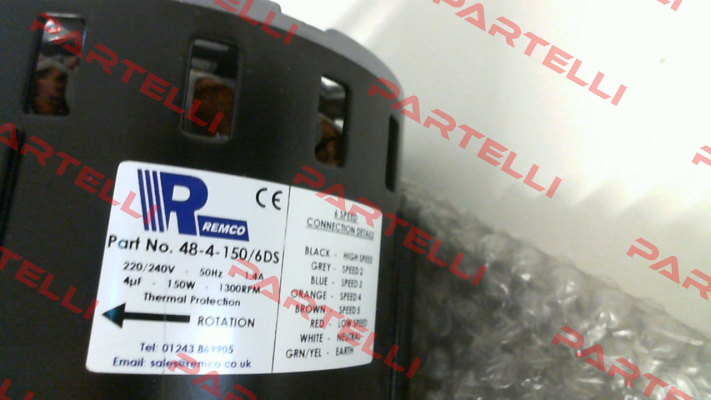 PARTELLI
PARTELLI
PARTELLI
PARTELLI
PARTELLI
PARTELLI
PARTELLI
REMCO
CE
Part No. 48-4-150/6DS
220/240V - 50Hz - 1.4A
4µF - 150W - 1300RPM
Thermal Protection
ROTATION
Tel: 01243 869905
Email: sales@remco.co.uk
6 SPEED
CONNECTION DETAILS
BLACK - HIGH SPEED
GREY - SPEED 2
BLUE - SPEED 3
ORANGE - SPEED 4
BROWN - SPEED 5
RED - LOW SPEED
WHITE - NEUTRAL
GRN/YEL - EARTH